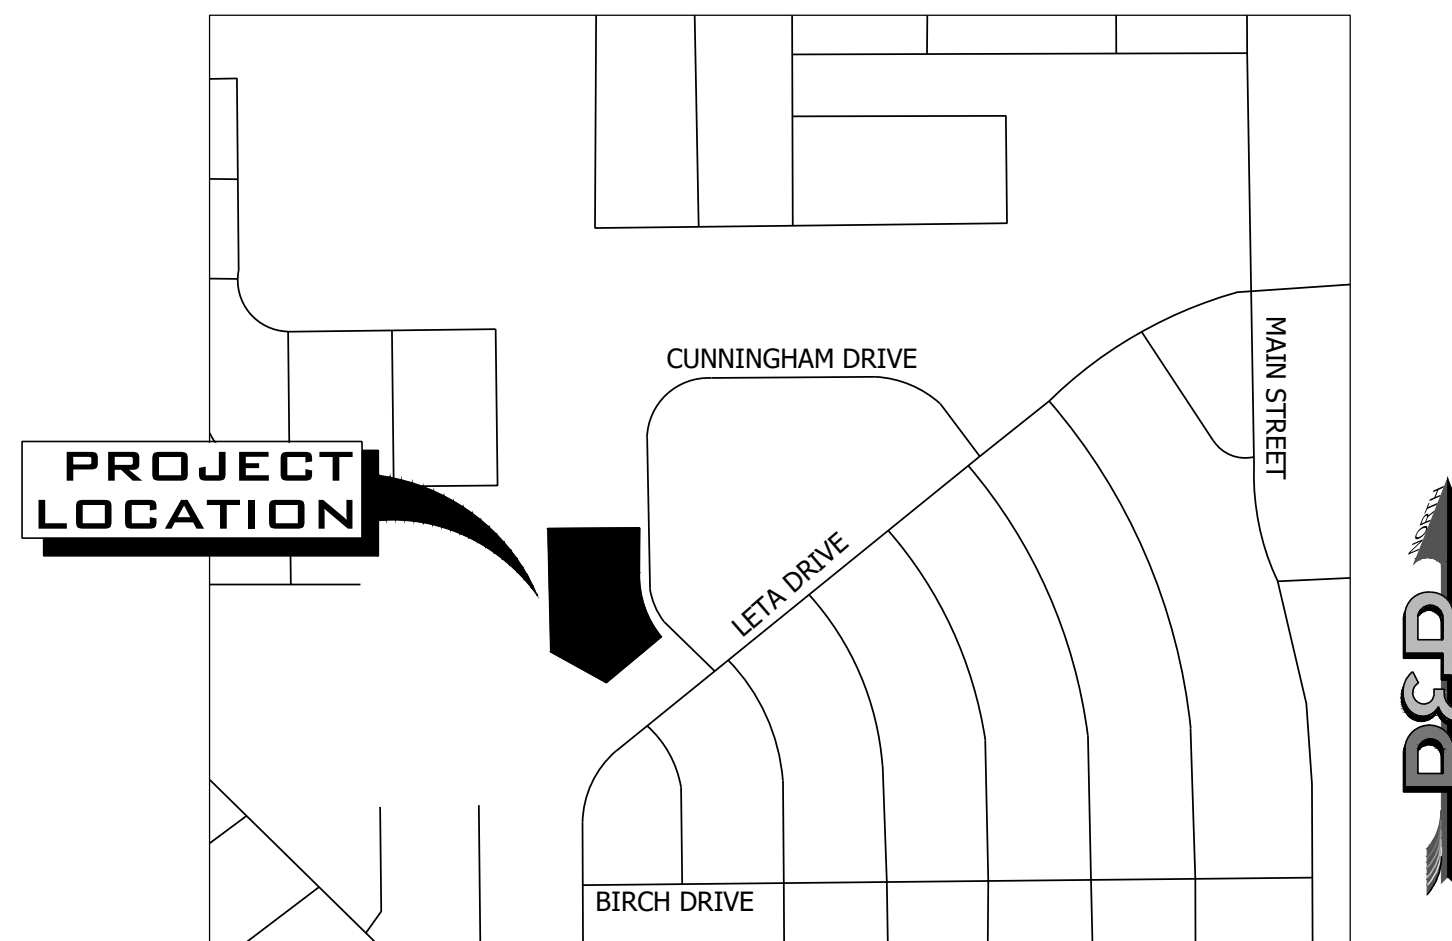 CUNNINGHAM DRIVE
MAIN STREET
PROJECT
LOCATION
LETA DRIVE
NORTH
BIRCH DRIVE